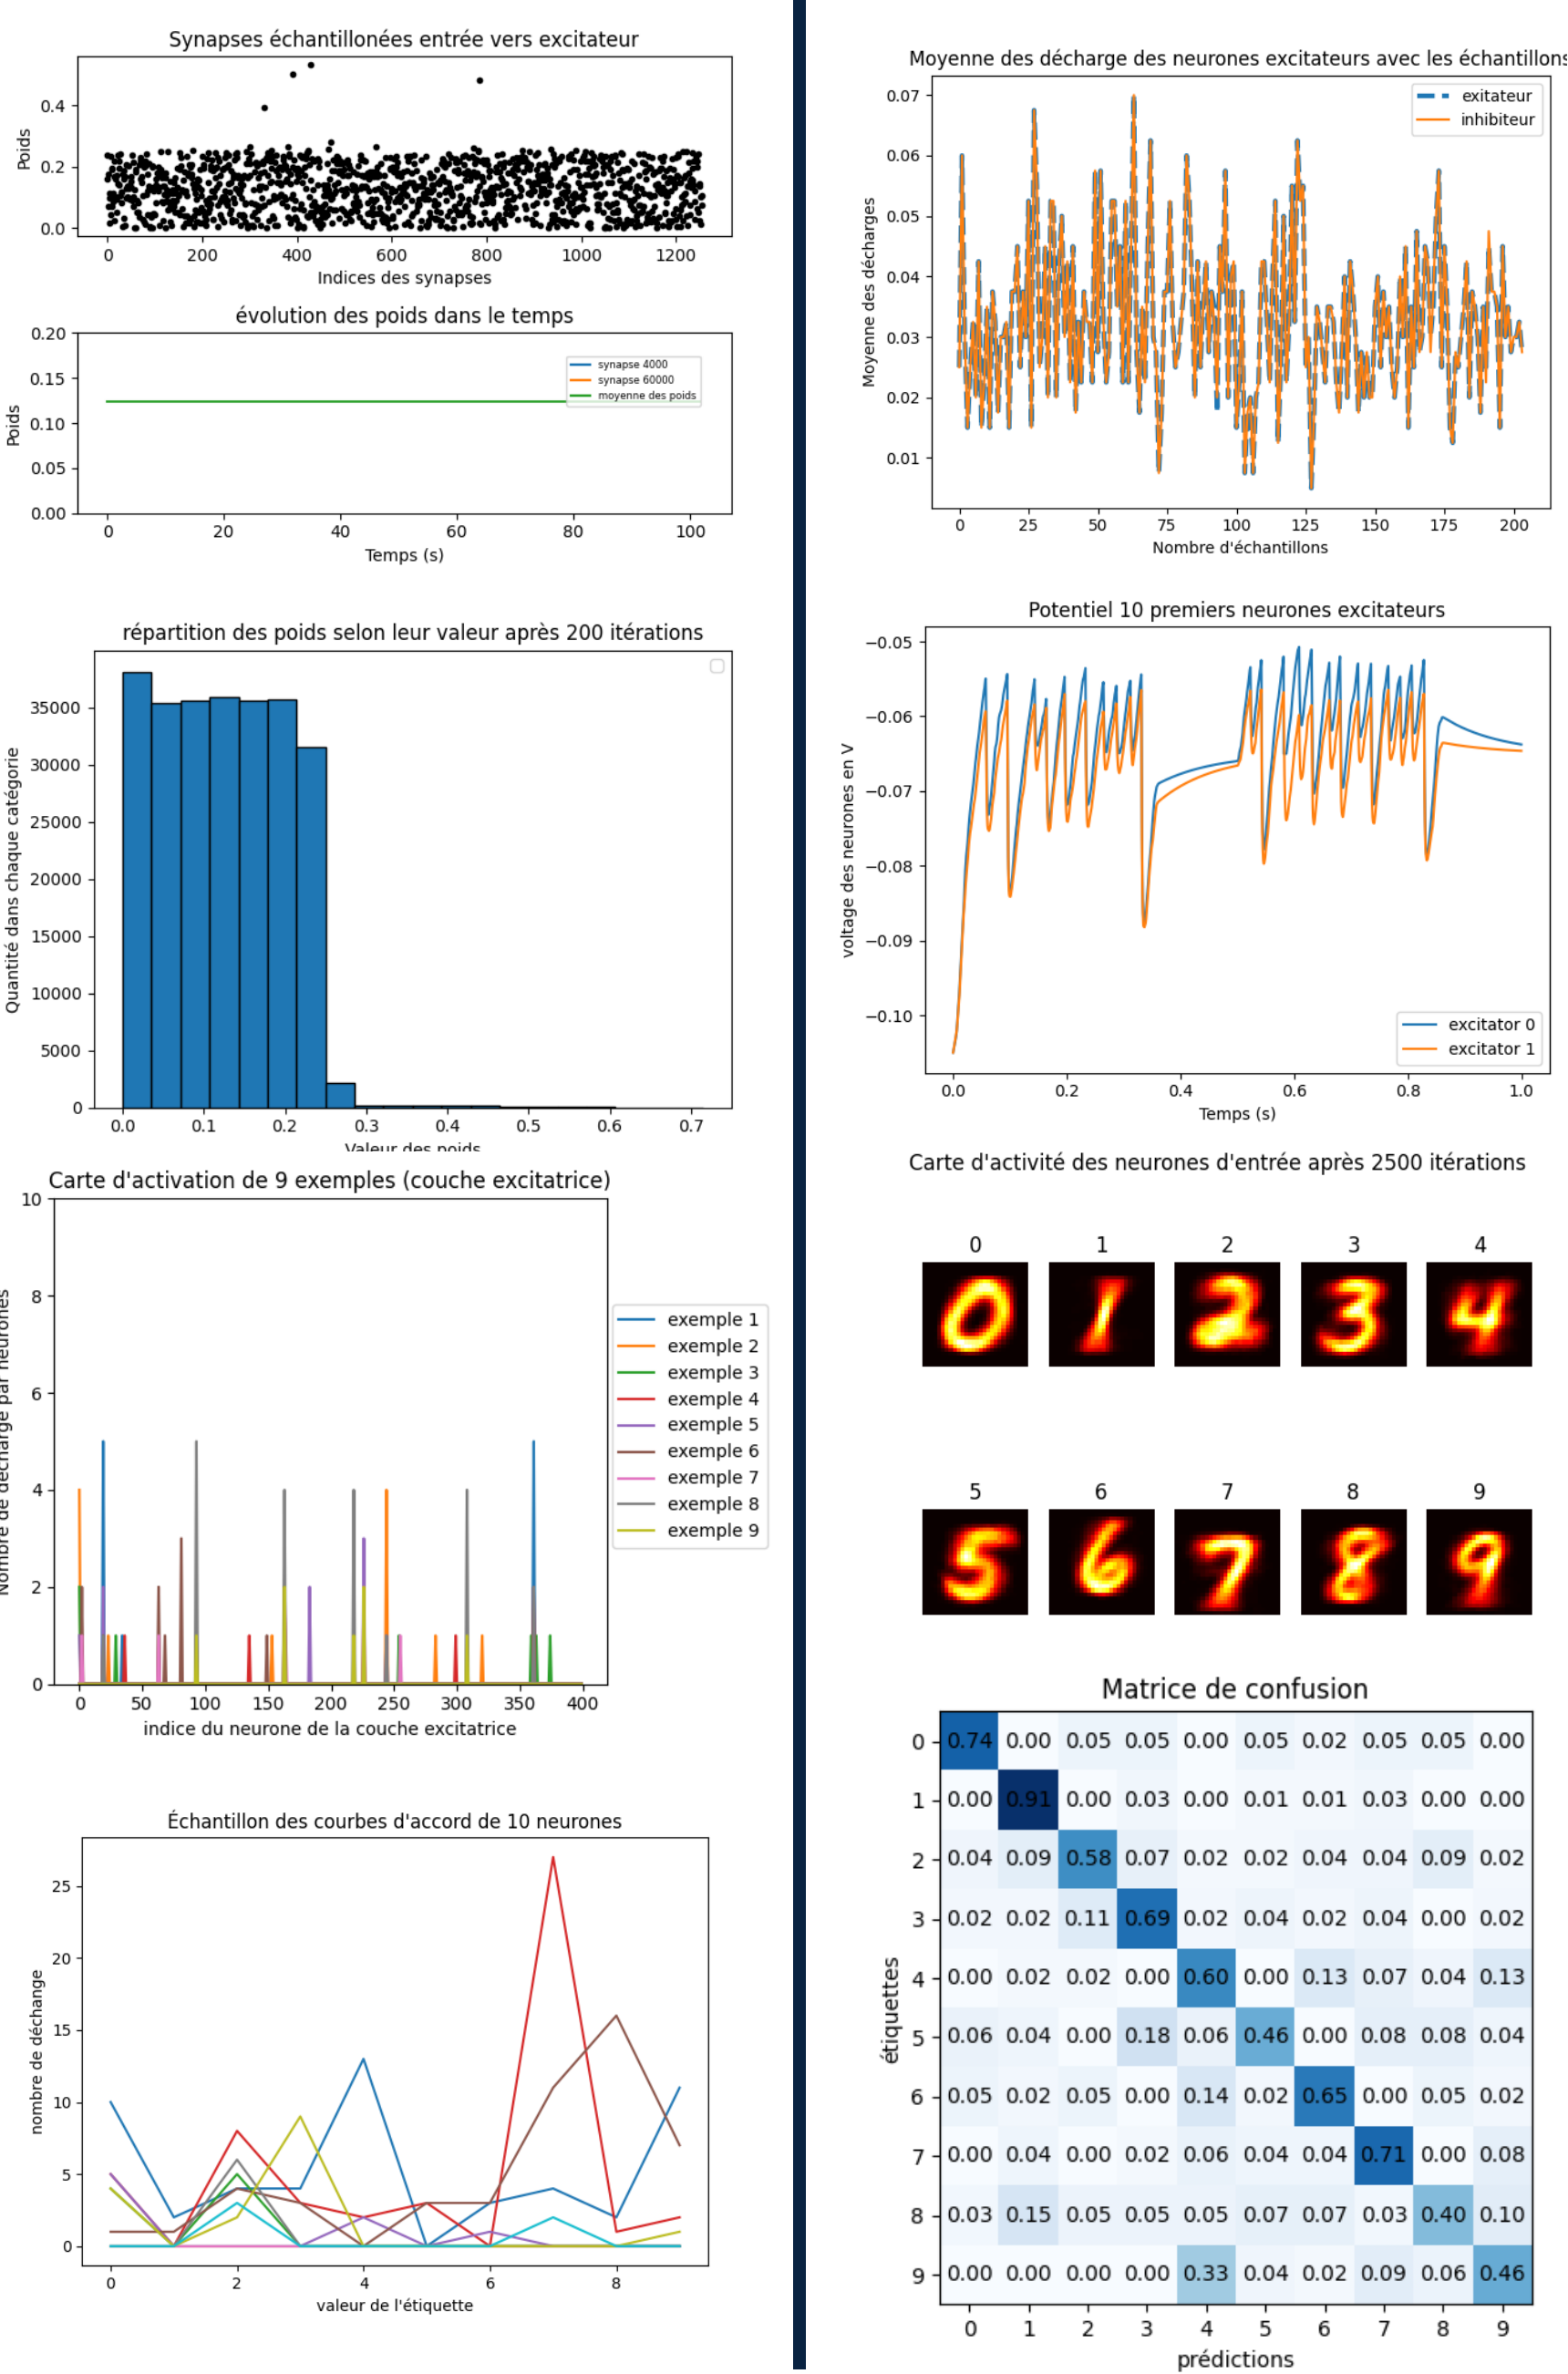 Synapses échantillonées entrée vers excitateur
0.4
0.2
0.0
Poids
0 200 400 600 800 1000 1200
Indices des synapses
évolution des poids dans le temps
0.20
0.15
0.10
0.05
0.00
Poids
synapse 4000
synapse 60000
moyenne des poids
0 20 40 60 80 100
Temps (s)
répartition des poids selon leur valeur après 200 itérations
35000
30000
25000
20000
15000
10000
5000
0
Quantité dans chaque catégorie
0.0 0.1 0.2 0.3 0.4 0.5 0.6 0.7
Valeur des poids
Carte d'activation de 9 exemples (couche excitatrice)
10
8
6
4
2
0
Nombre de décharge par neurones
exemple 1
exemple 2
exemple 3
exemple 4
exemple 5
exemple 6
exemple 7
exemple 8
exemple 9
0 50 100 150 200 250 300 350 400
indice du neurone de la couche excitatrice
Échantillon des courbes d'accord de 10 neurones
25
20
15
10
5
0
nombre de déchange
0 2 4 6 8
valeur de l'étiquette
Moyenne des décharge des neurones excitateurs avec les échantillons
0.07
0.06
0.05
0.04
0.03
0.02
0.01
Moyenne des décharges
exitateur
inhibiteur
0 25 50 75 100 125 150 175 200
Nombre d'échantillons
Potentiel 10 premiers neurones excitateurs
−0.05
−0.06
−0.07
−0.08
−0.09
−0.10
voltage des neurones en V
excitator 0
excitator 1
0.0 0.2 0.4 0.6 0.8 1.0
Temps (s)
Carte d'activité des neurones d'entrée après 2500 itérations
0 1 2 3 4
0 1 2 3 4
5 6 7 8 9
5 6 7 8 9
Matrice de confusion
0 0.74 0.00 0.05 0.05 0.00 0.05 0.02 0.05 0.05 0.00
1 0.00 0.91 0.00 0.03 0.00 0.01 0.01 0.03 0.00 0.00
2 0.04 0.09 0.58 0.07 0.02 0.02 0.04 0.04 0.09 0.02
3 0.02 0.02 0.11 0.69 0.02 0.04 0.02 0.04 0.00 0.02
4 0.00 0.02 0.02 0.00 0.60 0.00 0.13 0.07 0.04 0.13
5 0.06 0.04 0.00 0.18 0.06 0.46 0.00 0.08 0.08 0.04
6 0.05 0.02 0.05 0.00 0.14 0.02 0.65 0.00 0.05 0.02
7 0.00 0.04 0.00 0.02 0.06 0.04 0.04 0.71 0.00 0.08
8 0.03 0.15 0.05 0.05 0.05 0.07 0.07 0.03 0.40 0.10
9 0.00 0.00 0.00 0.00 0.33 0.04 0.02 0.09 0.06 0.46
étiquettes
0 1 2 3 4 5 6 7 8 9
prédictions